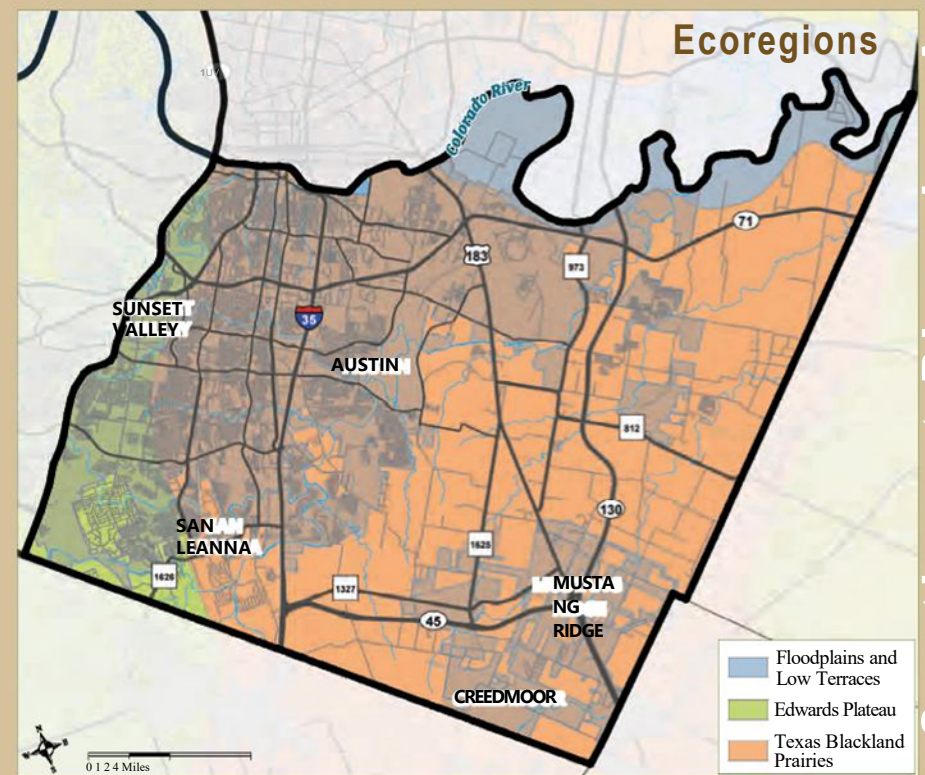 Ecoregions
Colorado River
71
183
973
SUNSET
VALLEY
35
AUSTIN
812
130
SAN
LEANNA
1625
1626
1327
MUSTA
NG
RIDGE
45
CREEDMOOR
Floodplains and
Low Terraces
Edwards Plateau
Texas Blackland
Prairies
0 1 2 4 Miles